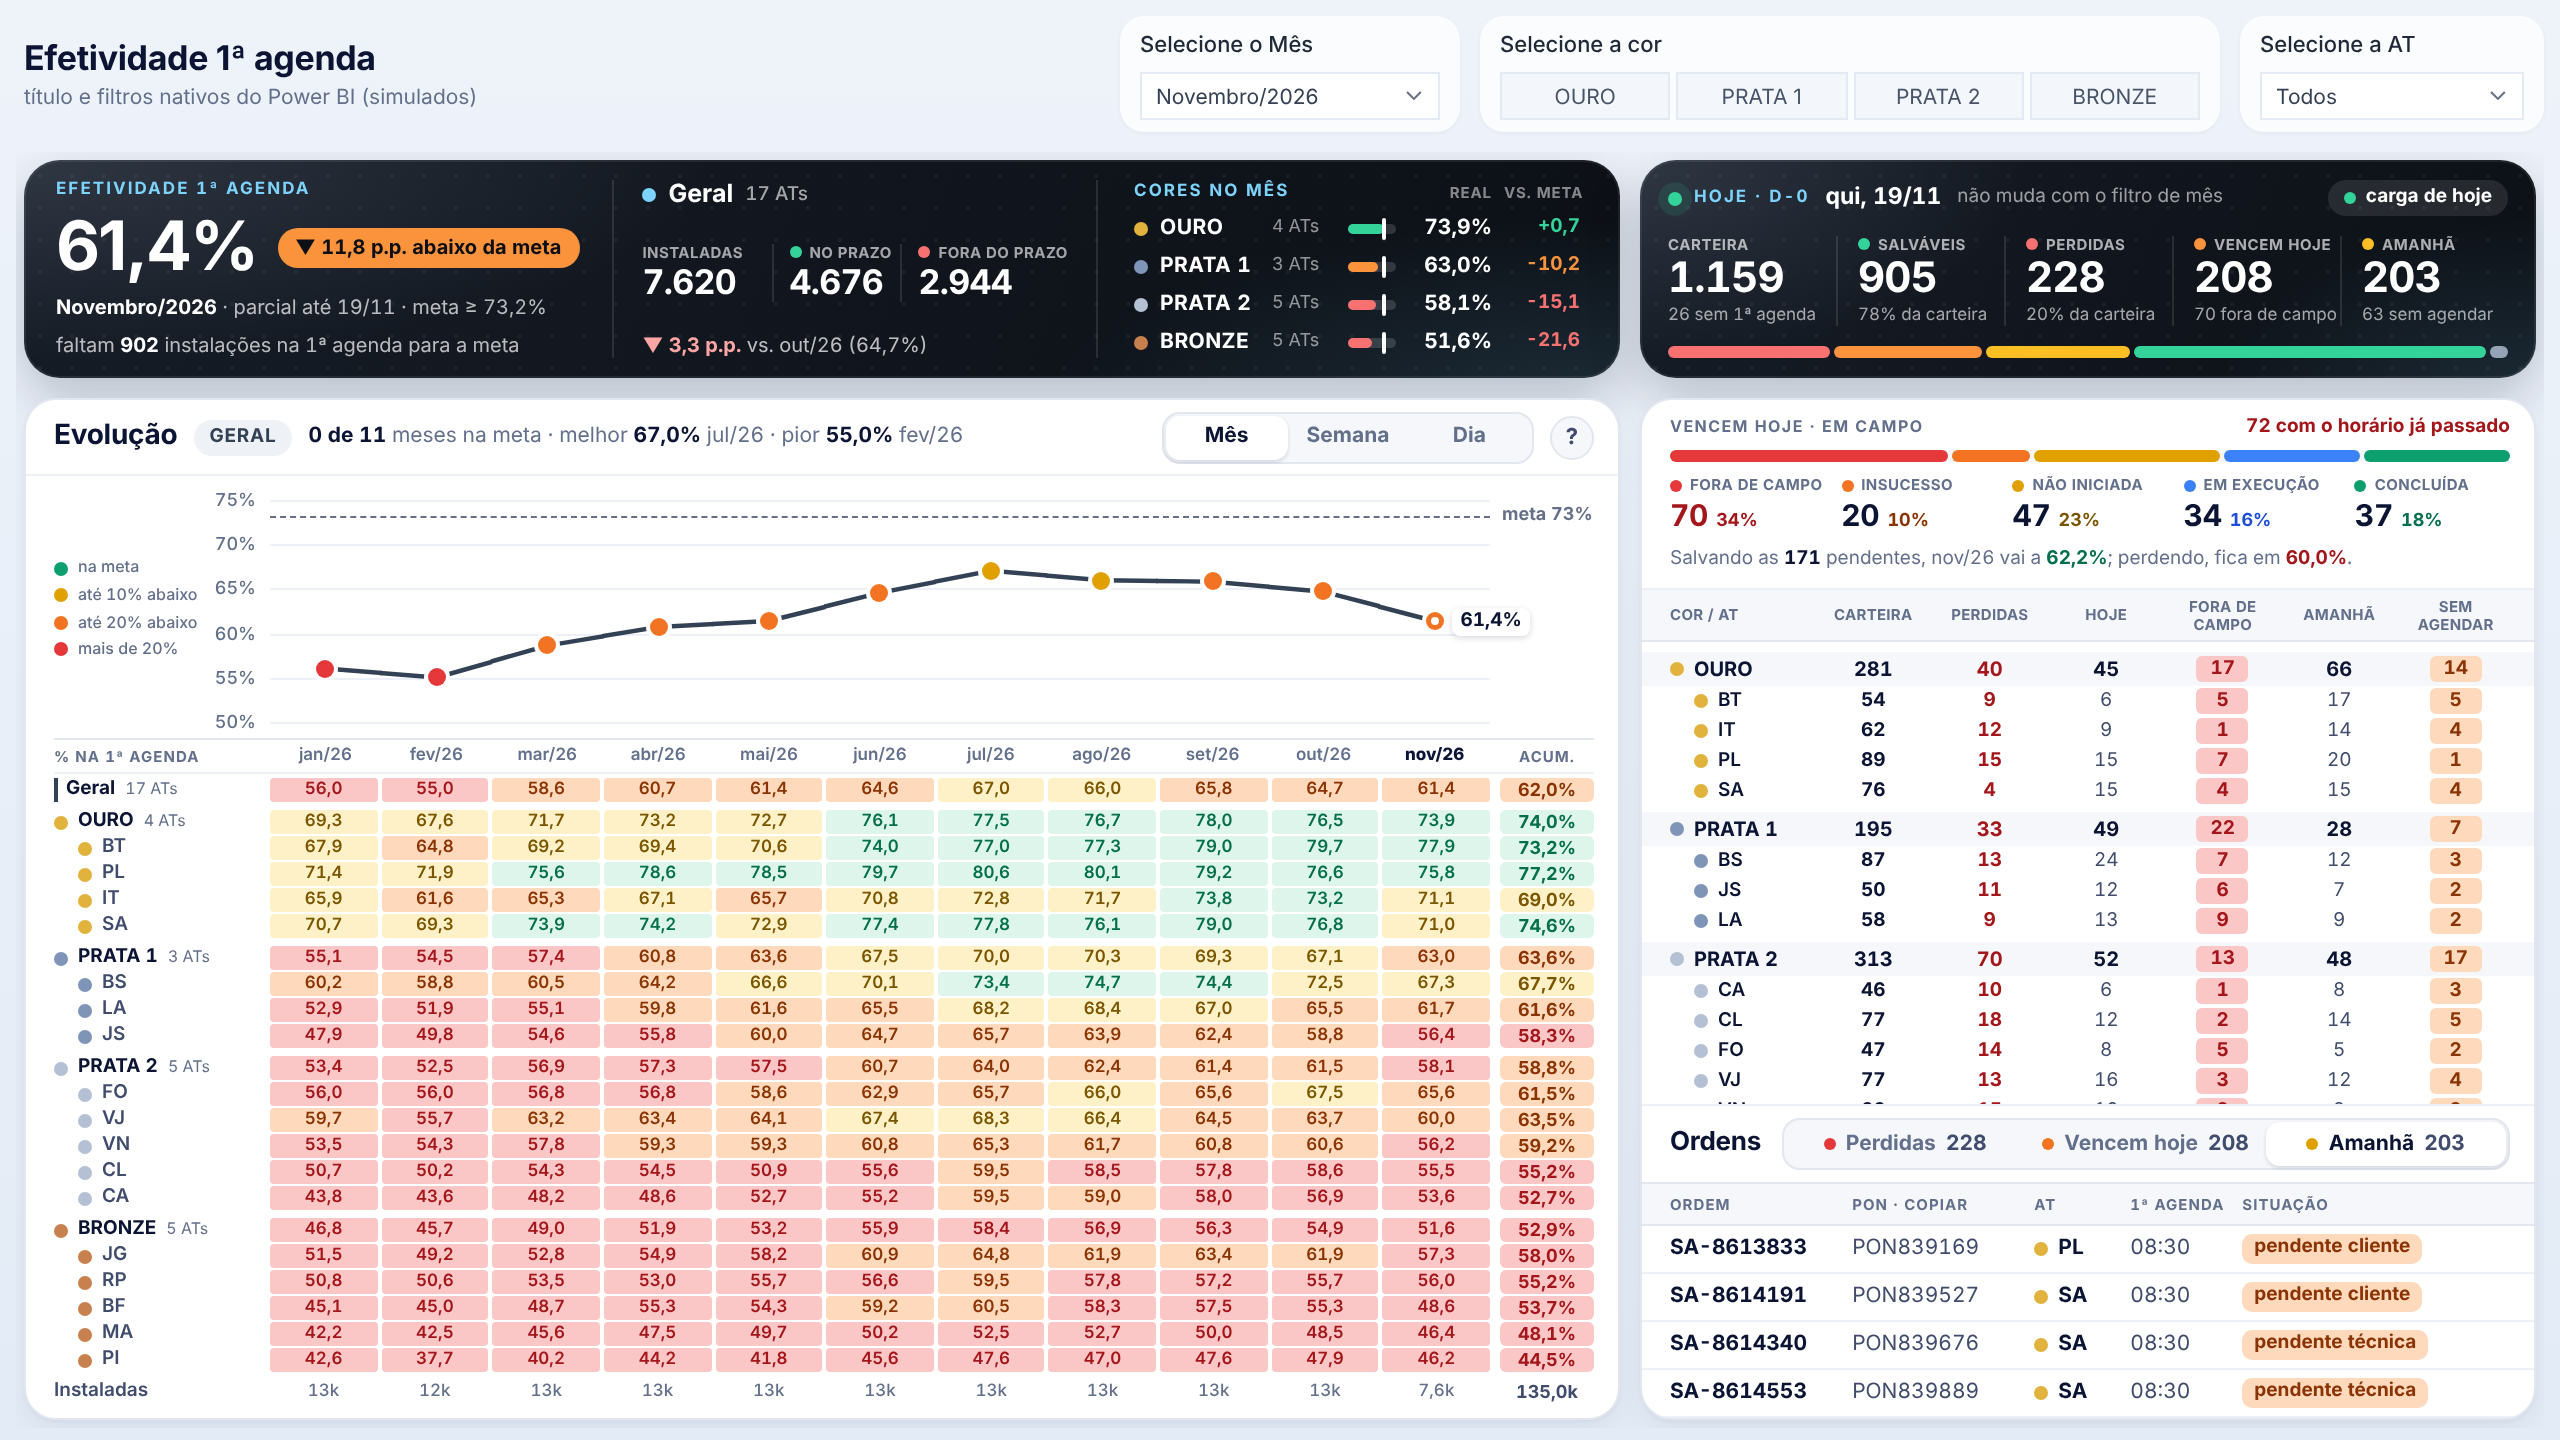 Efetividade 1ª agenda
título e filtros nativos do Power BI (simulados)
Selecione o Mês
Novembro/2026
Selecione a cor
OURO PRATA 1 PRATA 2 BRONZE
Selecione a AT
Todos
EFETIVIDADE 1ª AGENDA
61,4% ▼ 11,8 p.p. abaixo da meta
Novembro/2026 · parcial até 19/11 · meta ≥ 73,2%
faltam 902 instalações na 1ª agenda para a meta
Geral 17 ATs
INSTALADAS NO PRAZO FORA DO PRAZO
7.620 4.676 2.944
▼ 3,3 p.p. vs. out/26 (64,7%)
CORES NO MÊS REAL VS. META
OURO 4 ATs 73,9% +0,7
PRATA 1 3 ATs 63,0% -10,2
PRATA 2 5 ATs 58,1% -15,1
BRONZE 5 ATs 51,6% -21,6
HOJE · D-0 qui, 19/11 não muda com o filtro de mês carga de hoje
CARTEIRA SALVÁVEIS PERDIDAS VENCEM HOJE AMANHÃ
1.159 905 228 208 203
26 sem 1ª agenda 78% da carteira 20% da carteira 70 fora de campo 63 sem agendar
Evolução GERAL 0 de 11 meses na meta · melhor 67,0% jul/26 · pior 55,0% fev/26
Mês Semana Dia ?
75%
meta 73%
70%
65%
60%
55%
50%
na meta
até 10% abaixo
até 20% abaixo
mais de 20%
61,4%
% NA 1ª AGENDA jan/26 fev/26 mar/26 abr/26 mai/26 jun/26 jul/26 ago/26 set/26 out/26 nov/26 ACUM.
Geral 17 ATs 56,0 55,0 58,6 60,7 61,4 64,6 67,0 66,0 65,8 64,7 61,4 62,0%
OURO 4 ATs 69,3 67,6 71,7 73,2 72,7 76,1 77,5 76,7 78,0 76,5 73,9 74,0%
BT 67,9 64,8 69,2 69,4 70,6 74,0 77,0 77,3 79,0 79,7 77,9 73,2%
PL 71,4 71,9 75,6 78,6 78,5 79,7 80,6 80,1 79,2 76,6 75,8 77,2%
IT 65,9 61,6 65,3 67,1 65,7 70,8 72,8 71,7 73,8 73,2 71,1 69,0%
SA 70,7 69,3 73,9 74,2 72,9 77,4 77,8 76,1 79,0 76,8 71,0 74,6%
PRATA 1 3 ATs 55,1 54,5 57,4 60,8 63,6 67,5 70,0 70,3 69,3 67,1 63,0 63,6%
BS 60,2 58,8 60,5 64,2 66,6 70,1 73,4 74,7 74,4 72,5 67,3 67,7%
LA 52,9 51,9 55,1 59,8 61,6 65,5 68,2 68,4 67,0 65,5 61,7 61,6%
JS 47,9 49,8 54,6 55,8 60,0 64,7 65,7 63,9 62,4 58,8 56,4 58,3%
PRATA 2 5 ATs 53,4 52,5 56,9 57,3 57,5 60,7 64,0 62,4 61,4 61,5 58,1 58,8%
FO 56,0 56,0 56,8 56,8 58,6 62,9 65,7 66,0 65,6 67,5 65,6 61,5%
VJ 59,7 55,7 63,2 63,4 64,1 67,4 68,3 66,4 64,5 63,7 60,0 63,5%
VN 53,5 54,3 57,8 59,3 59,3 60,8 65,3 61,7 60,8 60,6 56,2 59,2%
CL 50,7 50,2 54,3 54,5 50,9 55,6 59,5 58,5 57,8 58,6 55,5 55,2%
CA 43,8 43,6 48,2 48,6 52,7 55,2 59,5 59,0 58,0 56,9 53,6 52,7%
BRONZE 5 ATs 46,8 45,7 49,0 51,9 53,2 55,9 58,4 56,9 56,3 54,9 51,6 52,9%
JG 51,5 49,2 52,8 54,9 58,2 60,9 64,8 61,9 63,4 61,9 57,3 58,0%
RP 50,8 50,6 53,5 53,0 55,7 56,6 59,5 57,8 57,2 55,7 56,0 55,2%
BF 45,1 45,0 48,7 55,3 54,3 59,2 60,5 58,3 57,5 55,3 48,6 53,7%
MA 42,2 42,5 45,6 47,5 49,7 50,2 52,5 52,7 50,0 48,5 46,4 48,1%
PI 42,6 37,7 40,2 44,2 41,8 45,6 47,6 47,0 47,6 47,9 46,2 44,5%
Instaladas 13k 12k 13k 13k 13k 13k 13k 13k 13k 13k 7,6k 135,0k
VENCEM HOJE · EM CAMPO 72 com o horário já passado
FORA DE CAMPO INSUCESSO NÃO INICIADA EM EXECUÇÃO CONCLUÍDA
70 34% 20 10% 47 23% 34 16% 37 18%
Salvando as 171 pendentes, nov/26 vai a 62,2%; perdendo, fica em 60,0%.
COR / AT CARTEIRA PERDIDAS HOJE FORA DE CAMPO AMANHÃ SEM AGENDAR
OURO 281 40 45 17 66 14
BT 54 9 6 5 17 5
IT 62 12 9 1 14 4
PL 89 15 15 7 20 1
SA 76 4 15 4 15 4
PRATA 1 195 33 49 22 28 7
BS 87 13 24 7 12 3
JS 50 11 12 6 7 2
LA 58 9 13 9 9 2
PRATA 2 313 70 52 13 48 17
CA 46 10 6 1 8 3
CL 77 18 12 2 14 5
FO 47 14 8 5 5 2
VJ 77 13 16 3 12 4
Ordens Perdidas 228 Vencem hoje 208 Amanhã 203
ORDEM PON · COPIAR AT 1ª AGENDA SITUAÇÃO
SA-8613833 PON839169 PL 08:30 pendente cliente
SA-8614191 PON839527 SA 08:30 pendente cliente
SA-8614340 PON839676 SA 08:30 pendente técnica
SA-8614553 PON839889 SA 08:30 pendente técnica